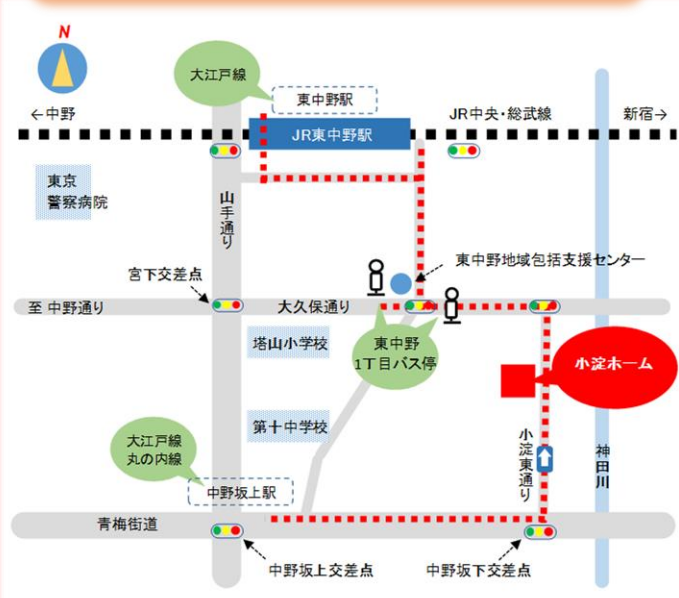 N
大江戸線
東中野駅
←中野
JR中央・総武線
新宿→
JR東中野駅
東京
警察病院
山手通り
東中野地域包括支援センター
宮下交差点
至 中野通り
大久保通り
塔山小学校
東中野
1丁目バス停
小淀ホーム
第十中学校
大江戸線
丸の内線
小淀東通り
神田川
中野坂上駅
青梅街道
中野坂上交差点
中野坂下交差点